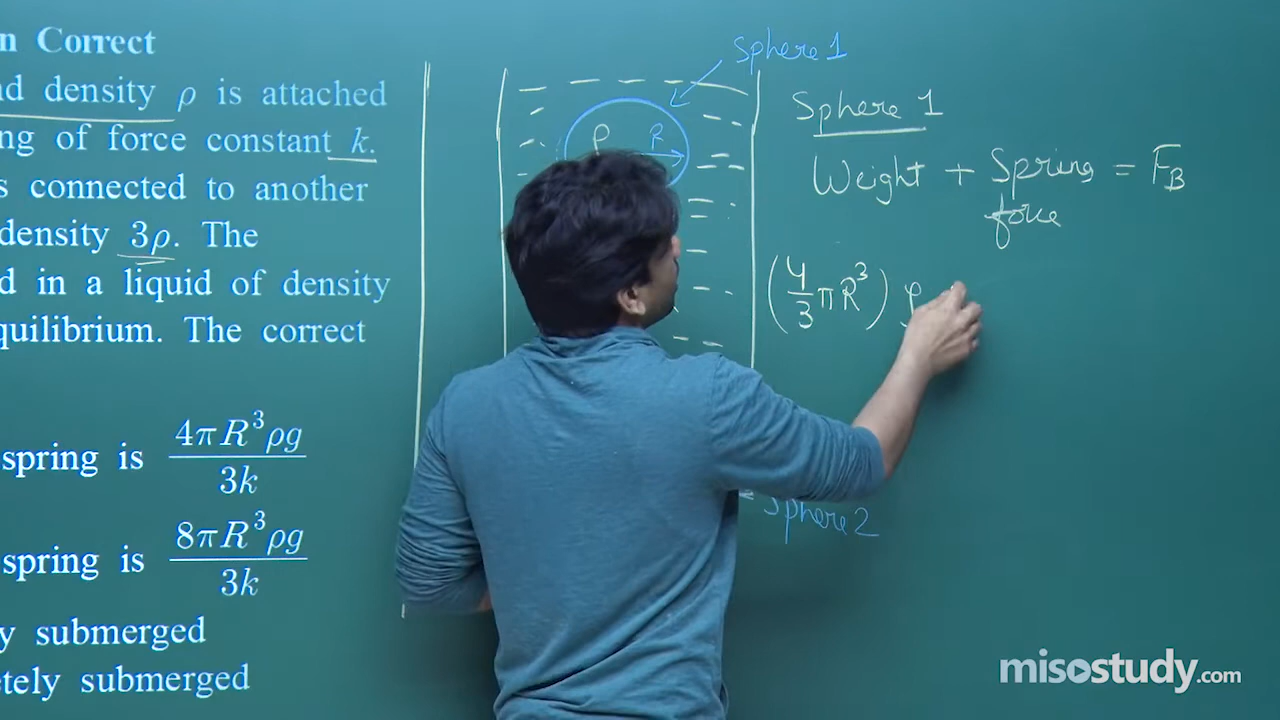 n Correct
nd density ρ is attached
ng of force constant k.
s connected to another
density 3ρ. The
d in a liquid of density
quilibrium. The correct
spring is 4πR³ρg / 3k
spring is 8πR³ρg / 3k
y submerged
etely submerged
Sphere 1
ρ R
Sphere 2
Sphere 1
Weight + Spring force = F_B
(4/3 πR³) ρ
misostudy.com